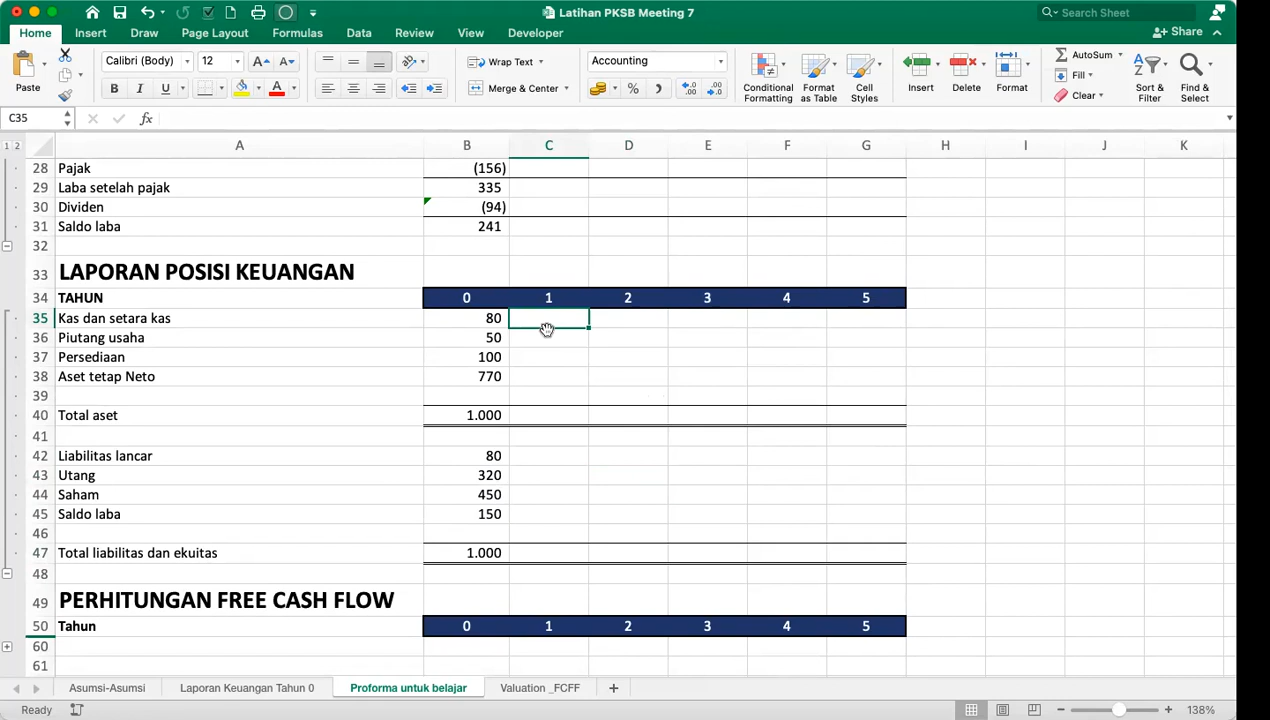 Latihan PKSB Meeting 7
Search Sheet
Home Insert Draw Page Layout Formulas Data Review View Developer
Share
Paste
Calibri (Body) 12
Wrap Text
Merge & Center
Accounting
Conditional Formatting
Format as Table
Cell Styles
Insert
Delete
Format
AutoSum
Fill
Clear
Sort & Filter
Find & Select
C35 fx
1 2 A B C D E F G H I J K
28 Pajak (156)
29 Laba setelah pajak 335
30 Dividen (94)
31 Saldo laba 241
32
33 LAPORAN POSISI KEUANGAN
34 TAHUN 0 1 2 3 4 5
35 Kas dan setara kas 80
36 Piutang usaha 50
37 Persediaan 100
38 Aset tetap Neto 770
39
40 Total aset 1.000
41
42 Liabilitas lancar 80
43 Utang 320
44 Saham 450
45 Saldo laba 150
46
47 Total liabilitas dan ekuitas 1.000
48
49 PERHITUNGAN FREE CASH FLOW
50 Tahun 0 1 2 3 4 5
60
61
Asumsi-Asumsi Laporan Keuangan Tahun 0 Proforma untuk belajar Valuation _FCFF
Ready 138%